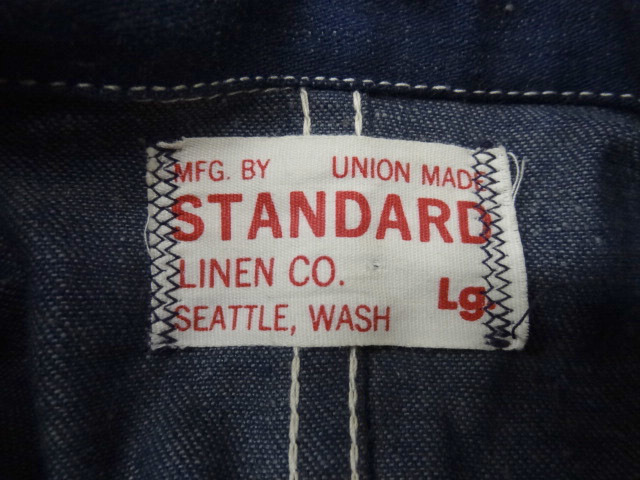 MFG. BY UNION MADE
STANDARD
LINEN CO.
Lg.
SEATTLE, WASH